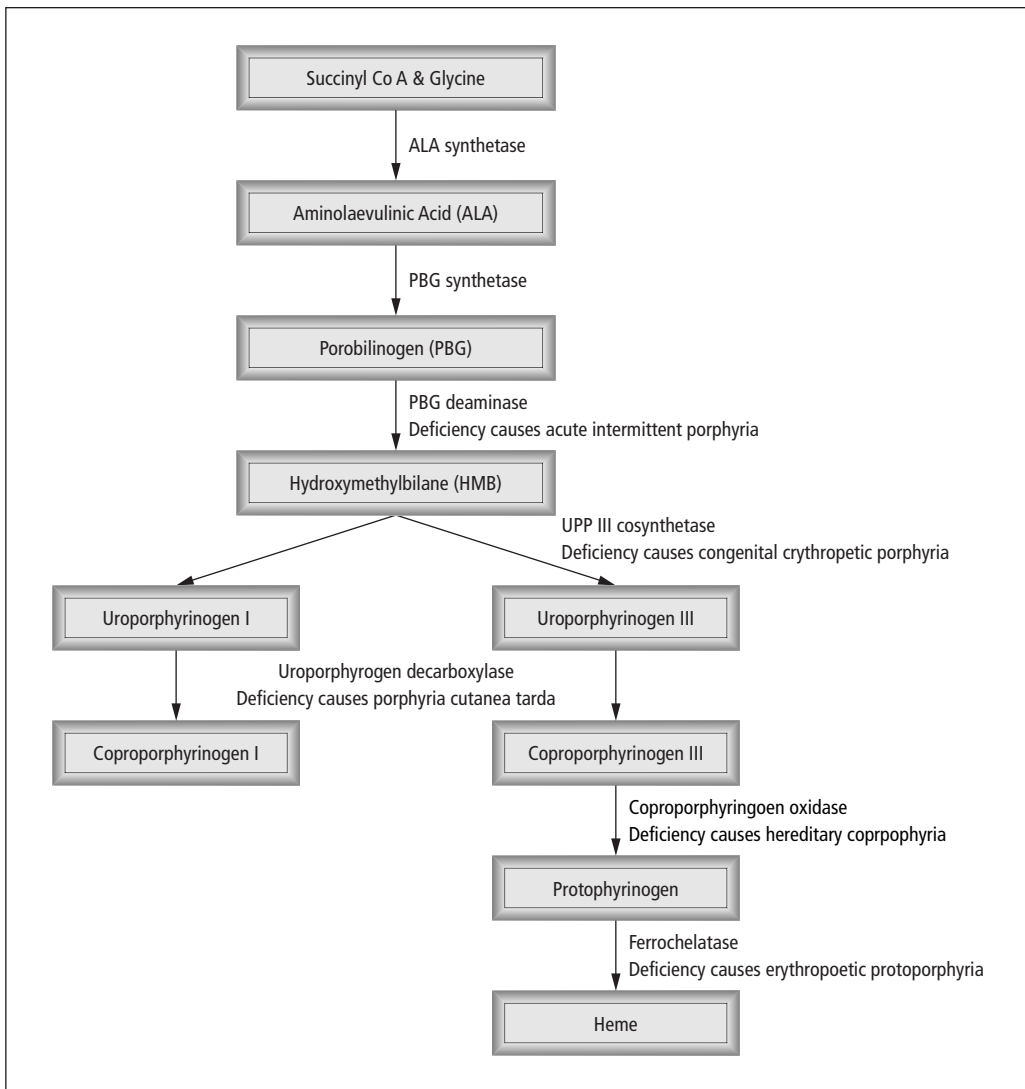 Succinyl Co A & Glycine
ALA synthetase
Aminolaevulinic Acid (ALA)
PBG synthetase
Porobilinogen (PBG)
PBG deaminase
Deficiency causes acute intermittent porphyria
Hydroxymethylbilane (HMB)
UPP III cosynthetase
Deficiency causes congenital crythropetic porphyria
Uroporphyrinogen I
Uroporphyrinogen III
Uroporphyrogen decarboxylase
Deficiency causes porphyria cutanea tarda
Coproporphyrinogen I
Coproporphyrinogen III
Coproporphyringoen oxidase
Deficiency causes hereditary coprpophyria
Protophyrinogen
Ferrochelatase
Deficiency causes erythropoetic protoporphyria
Heme